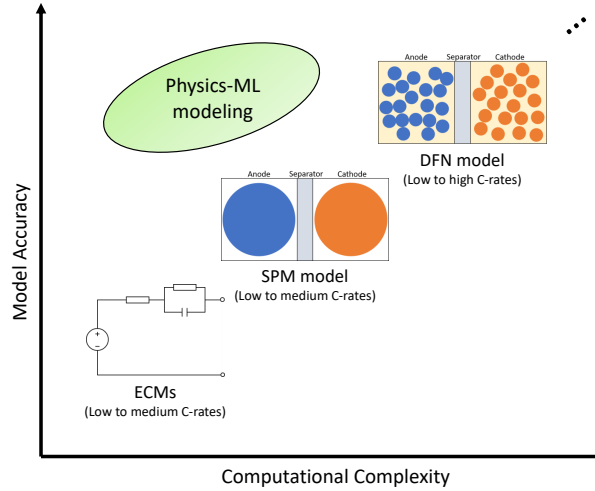 Physics-ML
modeling
Anode Separator Cathode
DFN model
(Low to high C-rates)
Anode Separator Cathode
SPM model
(Low to medium C-rates)
ECMs
(Low to medium C-rates)
Model Accuracy
Computational Complexity